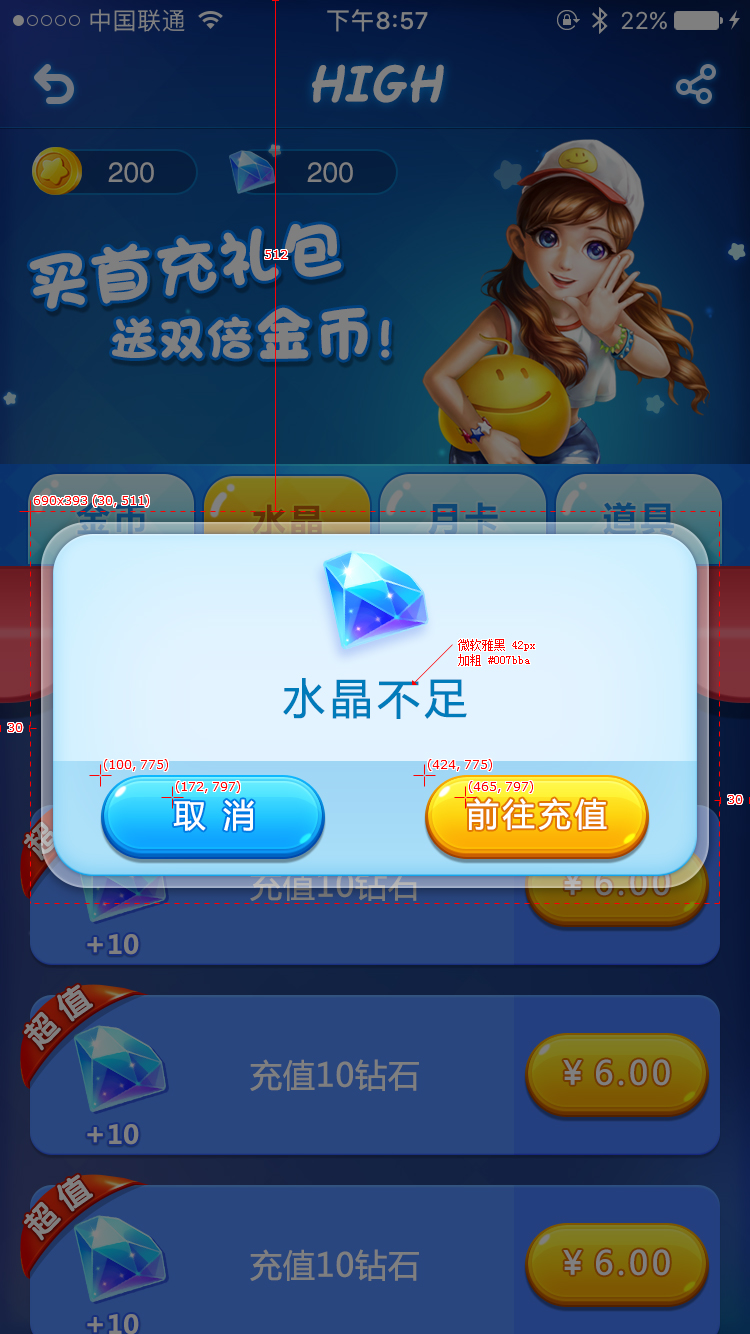 中国联通 下午8:57 22%
HIGH
200 200
买首充礼包
512
送双倍金币!
690x393 (30, 511)
金币 水晶 月卡 道具
微软雅黑 42px
加粗 #007bba
水晶不足
30
(100, 775) (424, 775)
(172, 797) (465, 797)
30
取消 前往充值
超
充值10钻石 ¥ 6.00
+10
超值
充值10钻石 ¥ 6.00
+10
超值
充值10钻石 ¥ 6.00
+10